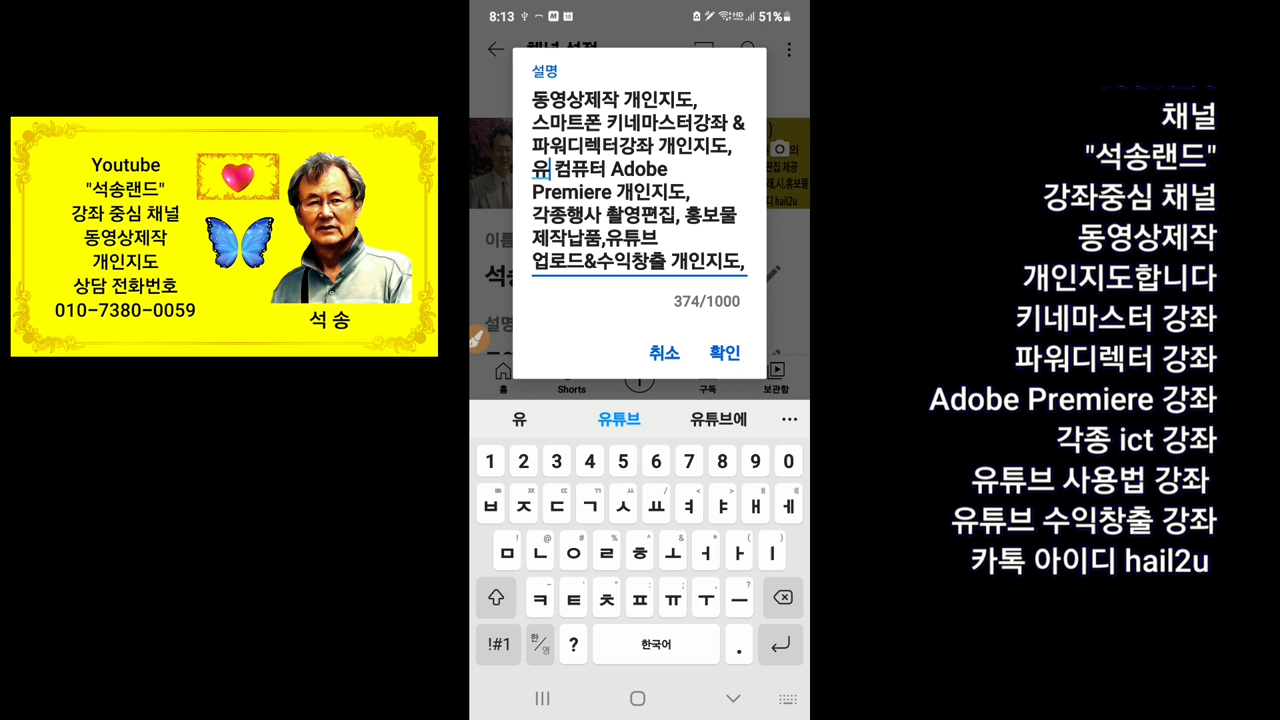 Youtube
"석송랜드"
강좌 중심 채널
동영상제작
개인지도
상담 전화번호
010-7380-0059
석 송
8:13
HD
51%
설명
동영상제작 개인지도,
스마트폰 키네마스터강좌 &
파워디렉터강좌 개인지도,
유 컴퓨터 Adobe
Premiere 개인지도,
각종행사 촬영편집, 홍보물
제작납품,유튜브
업로드&수익창츌 개인지도,
374/1000
취소 확인
홈 Shorts 구독 보관함
유 유튜브 유튜브에
1 2 3 4 5 6 7 8 9 0
ㅂ ㅈ ㄷ ㄱ ㅅ ㅛ ㅕ ㅑ ㅐ ㅔ
ㅁ ㄴ ㅇ ㄹ ㅎ ㅗ ㅓ ㅏ ㅣ
ㅋ ㅌ ㅊ ㅍ ㅠ ㅜ ㅡ
!#1 한/영 ? 한국어 .
채널
"석송랜드"
강좌중심 채널
동영상제작
개인지도합니다
키네마스터 강좌
파워디렉터 강좌
Adobe Premiere 강좌
각종 ict 강좌
유튜브 사용법 강좌
유튜브 수익창출 강좌
카톡 아이디 hail2u